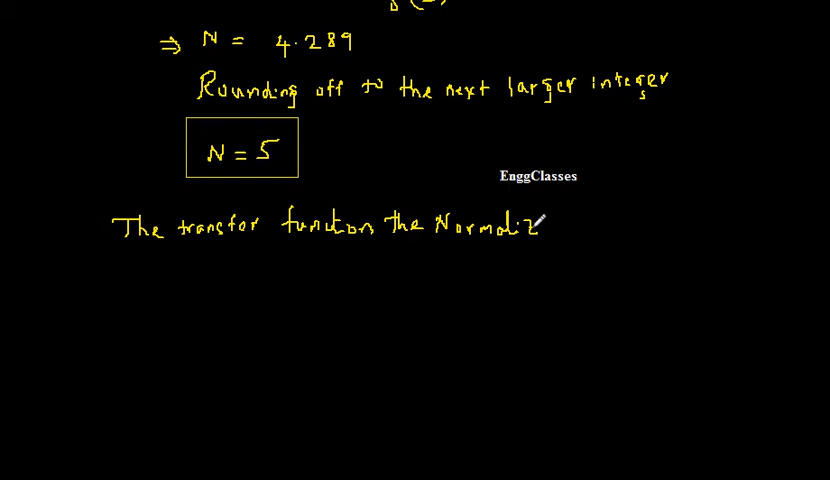 ⇒ N = 4.289
Rounding off to the next larger integer
N = 5
EnggClasses
The transfer function, the Normaliz